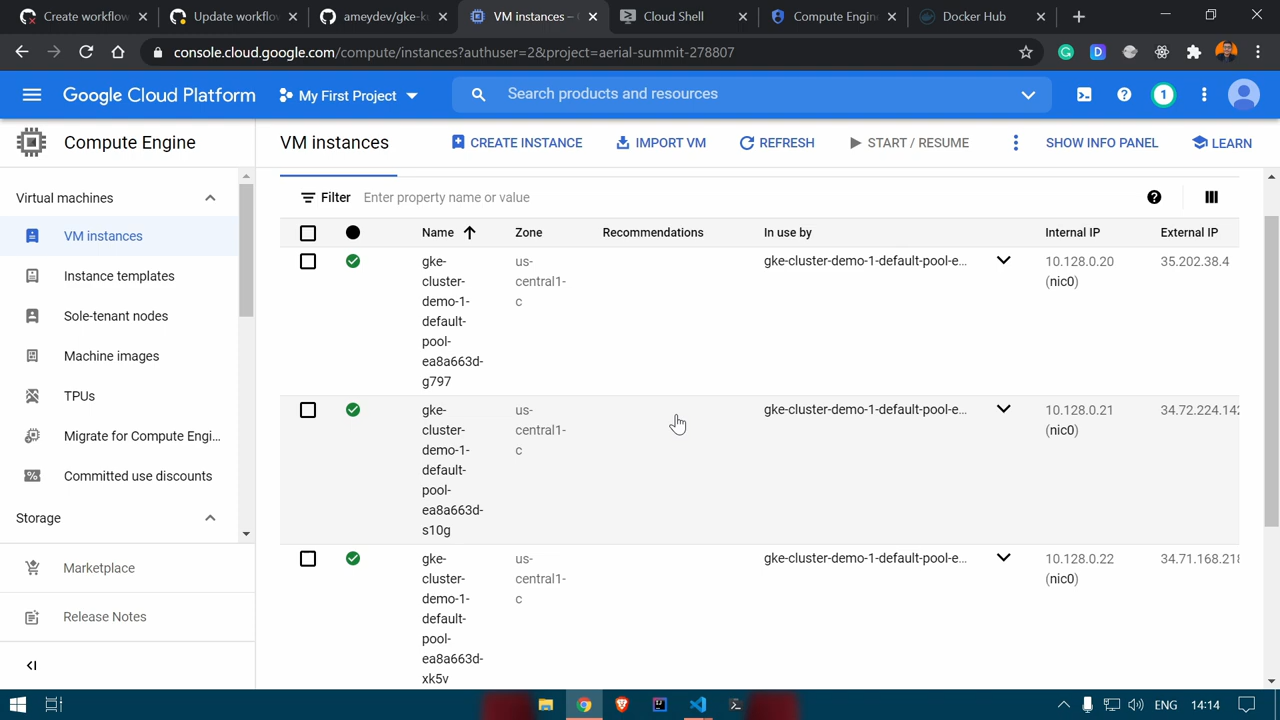 Create workflow
Update workflow
ameydev/gke-k
VM instances –
Cloud Shell
Compute Engin
Docker Hub
console.cloud.google.com/compute/instances?authuser=2&project=aerial-summit-278807
Google Cloud Platform
My First Project
Search products and resources
1
Compute Engine
VM instances
CREATE INSTANCE
IMPORT VM
REFRESH
START / RESUME
SHOW INFO PANEL
LEARN
Virtual machines
VM instances
Instance templates
Sole-tenant nodes
Machine images
TPUs
Migrate for Compute Engi...
Committed use discounts
Storage
Marketplace
Release Notes
Filter
Enter property name or value
Name
Zone
Recommendations
In use by
Internal IP
External IP
gke-
cluster-
demo-1-
default-
pool-
ea8a663d-
g797
us-
central1-
c
gke-cluster-demo-1-default-pool-e...
10.128.0.20
(nic0)
35.202.38.4
gke-
cluster-
demo-1-
default-
pool-
ea8a663d-
s10g
us-
central1-
c
gke-cluster-demo-1-default-pool-e...
10.128.0.21
(nic0)
34.72.224.142
gke-
cluster-
demo-1-
default-
pool-
ea8a663d-
xk5v
us-
central1-
c
gke-cluster-demo-1-default-pool-e...
10.128.0.22
(nic0)
34.71.168.218
ENG
14:14